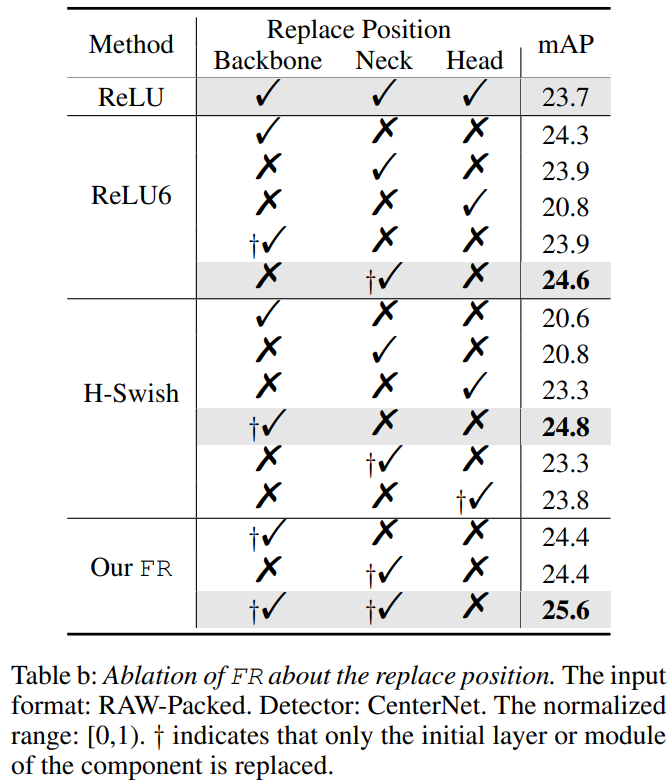 Method Replace Position mAP
Backbone Neck Head
ReLU ✓ ✓ ✓ 23.7
ReLU6 ✓ ✗ ✗ 24.3
✗ ✓ ✗ 23.9
✗ ✗ ✓ 20.8
†✓ ✗ ✗ 23.9
✗ †✓ ✗ 24.6
H-Swish ✓ ✗ ✗ 20.6
✗ ✓ ✗ 20.8
✗ ✗ ✓ 23.3
†✓ ✗ ✗ 24.8
✗ †✓ ✗ 23.3
✗ ✗ †✓ 23.8
Our FR †✓ ✗ ✗ 24.4
✗ †✓ ✗ 24.4
†✓ †✓ ✗ 25.6
Table b: Ablation of FR about the replace position. The input
format: RAW-Packed. Detector: CenterNet. The normalized
range: [0,1). † indicates that only the initial layer or module
of the component is replaced.